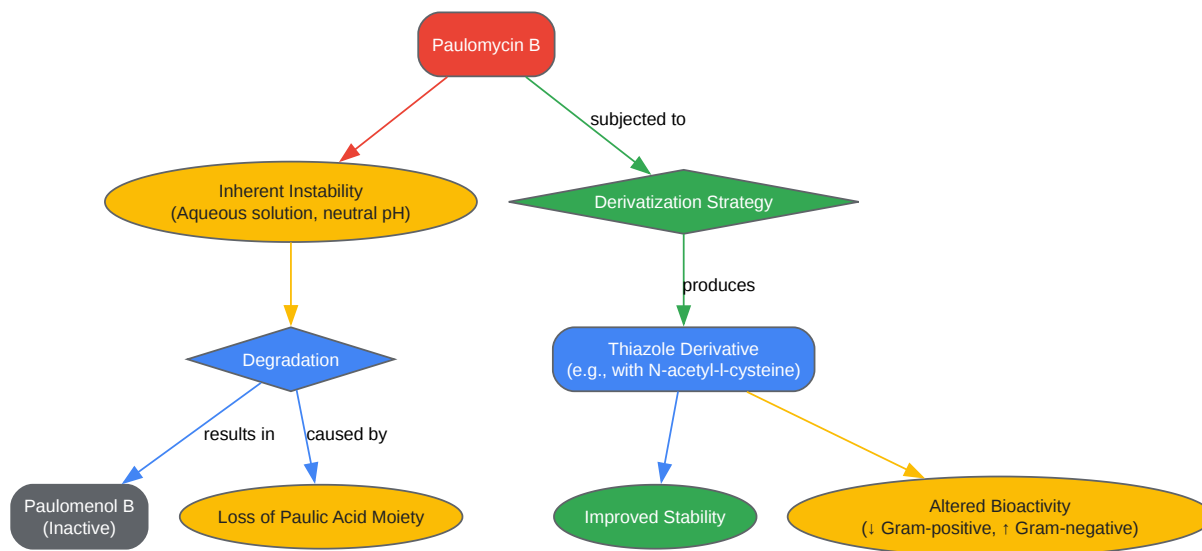 Paulomycin B
subjected to
Inherent Instability
(Aqueous solution, neutral pH)
Derivatization Strategy
produces
Degradation
Thiazole Derivative
(e.g., with N-acetyl-l-cysteine)
results in
caused by
Paulomenol B
(Inactive)
Loss of Paulic Acid Moiety
Improved Stability
Altered Bioactivity
(↓ Gram-positive, ↑ Gram-negative)